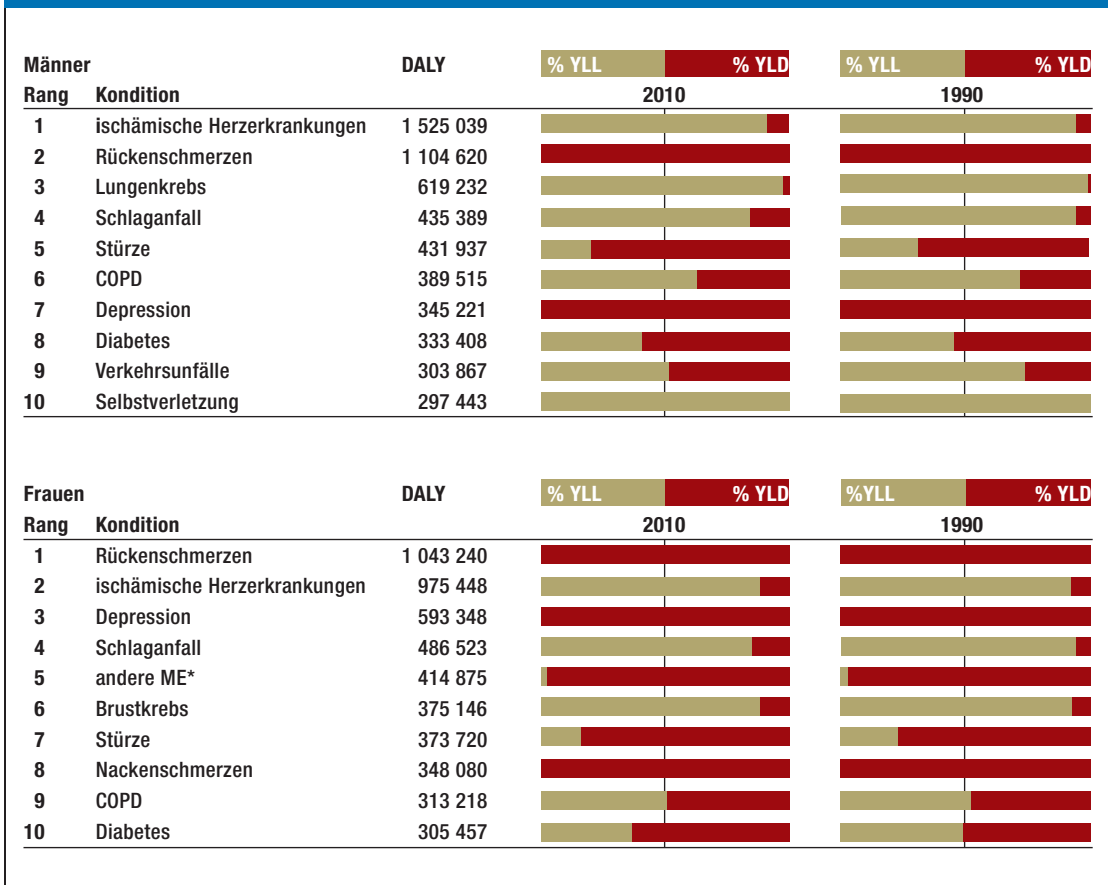 Männer DALY % YLL % YLD % YLL % YLD
Rang Kondition 2010 1990
1 ischämische Herzerkrankungen 1 525 039
2 Rückenschmerzen 1 104 620
3 Lungenkrebs 619 232
4 Schlaganfall 435 389
5 Stürze 431 937
6 COPD 389 515
7 Depression 345 221
8 Diabetes 333 408
9 Verkehrsunfälle 303 867
10 Selbstverletzung 297 443
Frauen DALY % YLL % YLD %YLL % YLD
Rang Kondition 2010 1990
1 Rückenschmerzen 1 043 240
2 ischämische Herzerkrankungen 975 448
3 Depression 593 348
4 Schlaganfall 486 523
5 andere ME* 414 875
6 Brustkrebs 375 146
7 Stürze 373 720
8 Nackenschmerzen 348 080
9 COPD 313 218
10 Diabetes 305 457